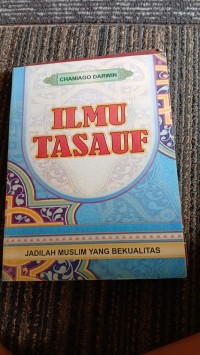 CHANIAGO DARWIN
ILMU
TASAUF
JADILAH MUSLIM YANG BEKUALITAS